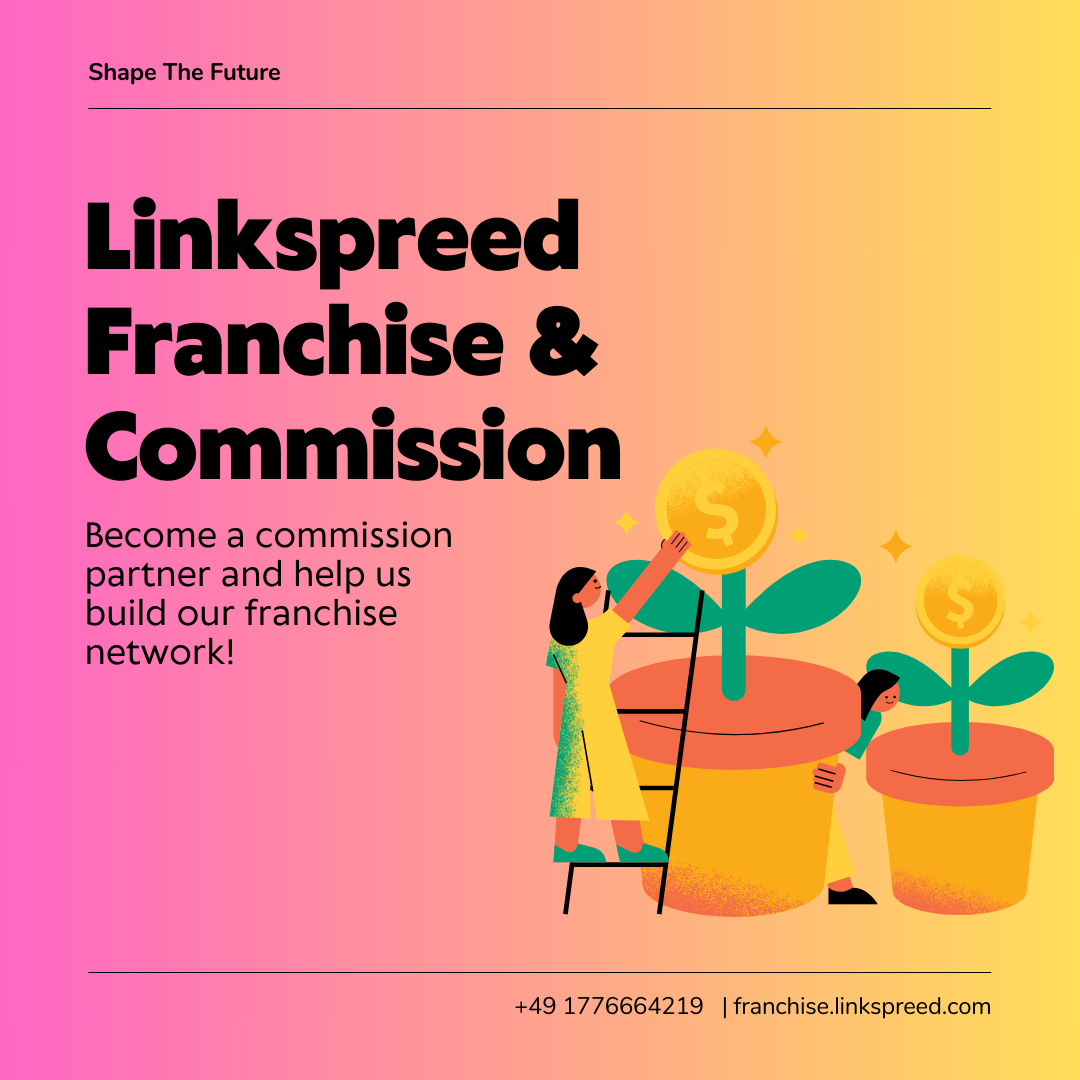 Shape The Future
Linkspreed
Franchise &
Commission
Become a commission
partner and help us
build our franchise
network!
$
$
+49 1776664219 | franchise.linkspreed.com